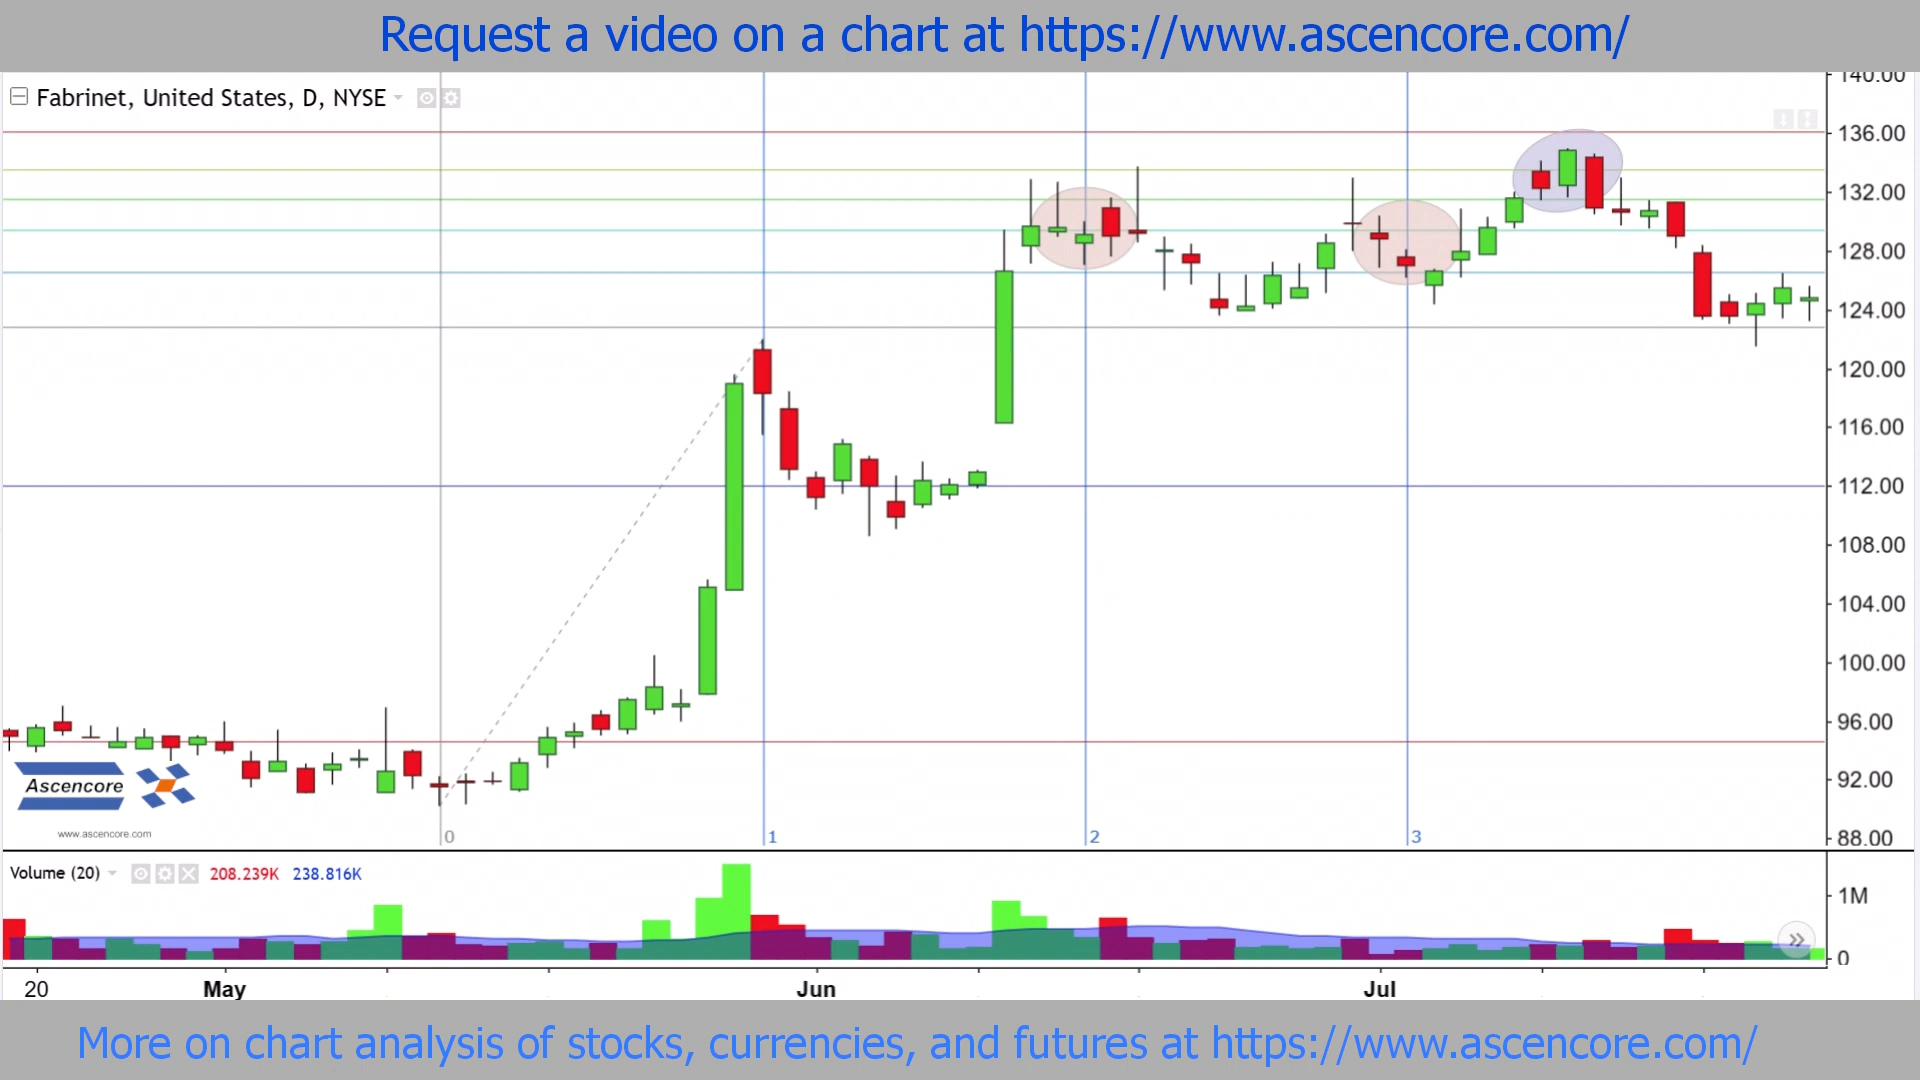 Request a video on a chart at https://www.ascencore.com/
Fabrinet, United States, D, NYSE
140.00
136.00
132.00
128.00
124.00
120.00
116.00
112.00
108.00
104.00
100.00
96.00
92.00
88.00
Ascencore
www.ascencore.com
0
1
2
3
Volume (20) 208.239K 238.816K
1M
0
20 May Jun Jul
More on chart analysis of stocks, currencies, and futures at https://www.ascencore.com/